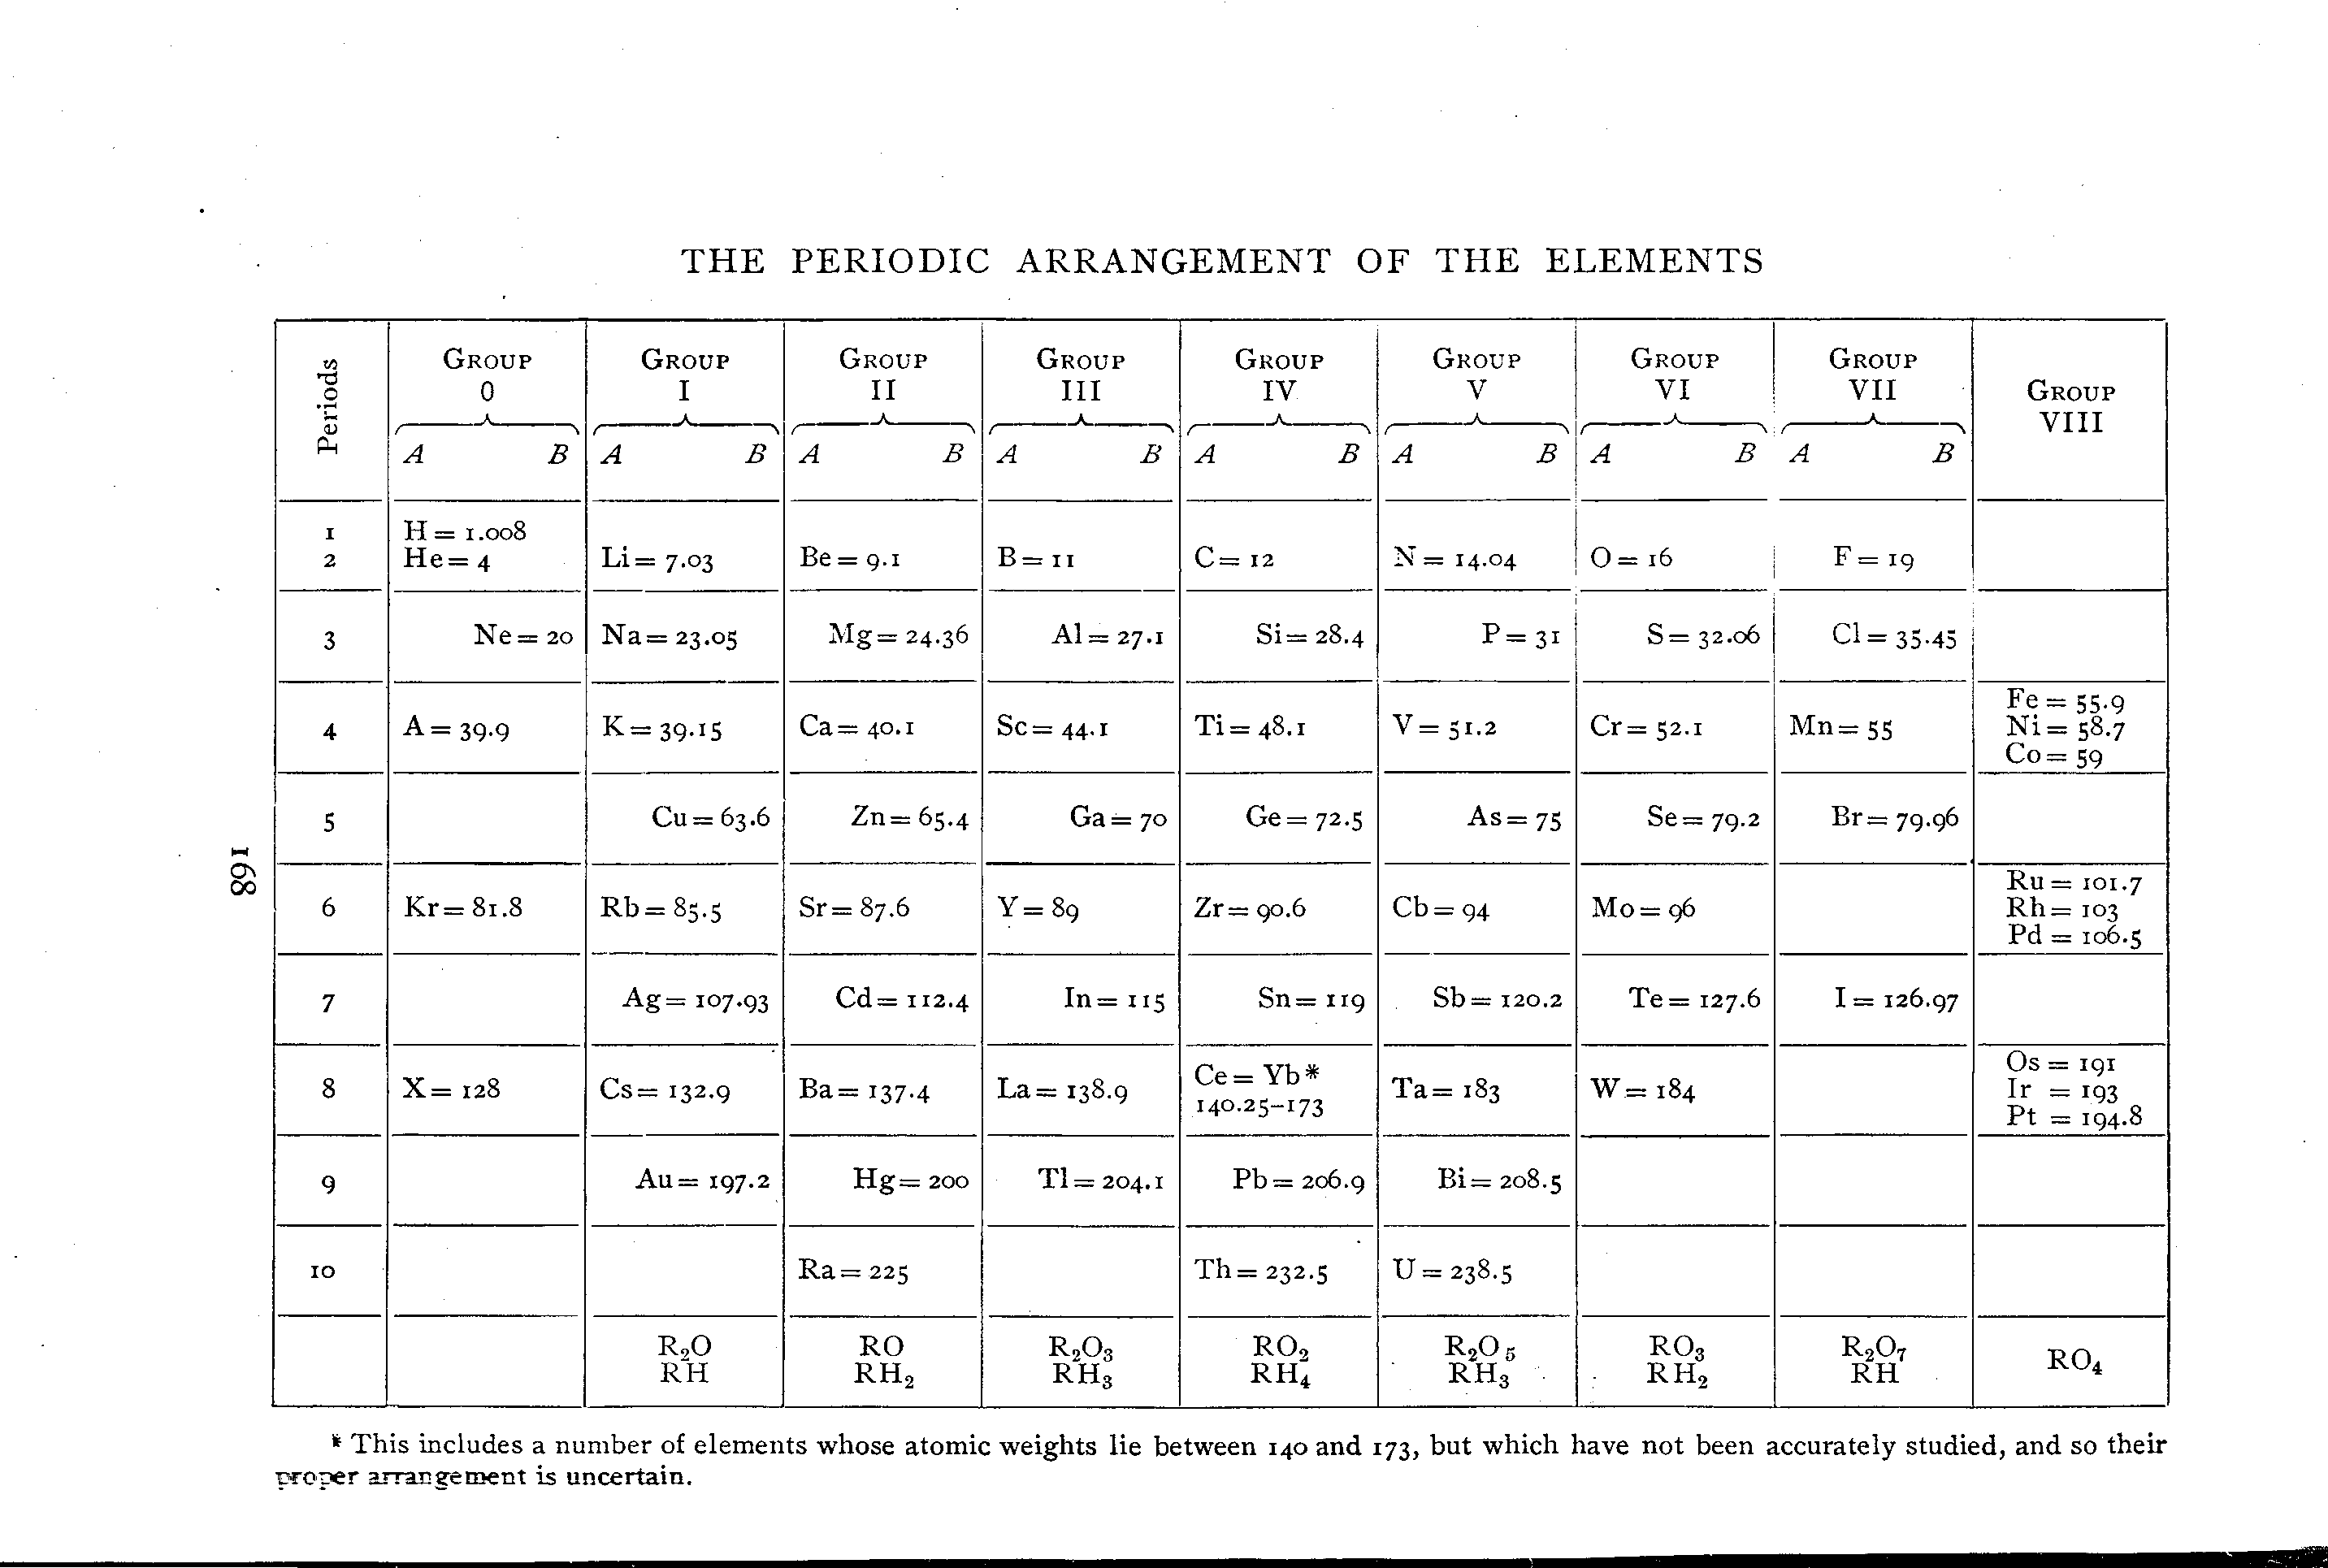 THE PERIODIC ARRANGEMENT OF THE ELEMENTS
Periods GROUP 0 GROUP I GROUP II GROUP III GROUP IV GROUP V GROUP VI GROUP VII GROUP VIII
A B A B A B A B A B A B A B A B
1 H = 1.008
2 He = 4 Li = 7.03 Be = 9.1 B = 11 C = 12 N = 14.04 O = 16 F = 19
3 Ne = 20 Na = 23.05 Mg = 24.36 Al = 27.1 Si = 28.4 P = 31 S = 32.06 Cl = 35.45
4 A = 39.9 K = 39.15 Ca = 40.1 Sc = 44.1 Ti = 48.1 V = 51.2 Cr = 52.1 Mn = 55 Fe = 55.9
Ni = 58.7
Co = 59
5 Cu = 63.6 Zn = 65.4 Ga = 70 Ge = 72.5 As = 75 Se = 79.2 Br = 79.96
6 Kr = 81.8 Rb = 85.5 Sr = 87.6 Y = 89 Zr = 90.6 Cb = 94 Mo = 96 Ru = 101.7
Rh = 103
Pd = 106.5
7 Ag = 107.93 Cd = 112.4 In = 115 Sn = 119 Sb = 120.2 Te = 127.6 I = 126.97
8 X = 128 Cs = 132.9 Ba = 137.4 La = 138.9 Ce = Yb* 140.25–173 Ta = 183 W = 184 Os = 191
Ir = 193
Pt = 194.8
9 Au = 197.2 Hg = 200 Tl = 204.1 Pb = 206.9 Bi = 208.5
10 Ra = 225 Th = 232.5 U = 238.5
R₂O RO R₂O₃ RO₂ R₂O₅ RO₃ R₂O₇ RO₄
RH RH₂ RH₃ RH₄ RH₃ RH₂ RH
* This includes a number of elements whose atomic weights lie between 140 and 173, but which have not been accurately studied, and so their
proper arrangement is uncertain.
168